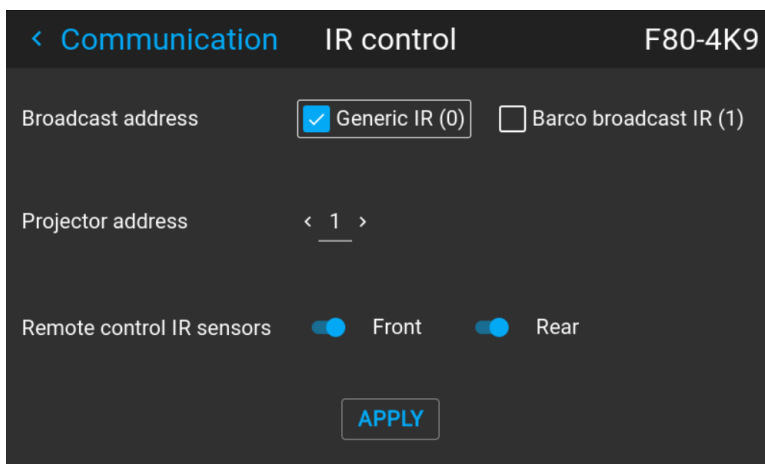 Communication IR control F80-4K9
Broadcast address Generic IR (0) Barco broadcast IR (1)
Projector address 1
Remote control IR sensors Front Rear
APPLY